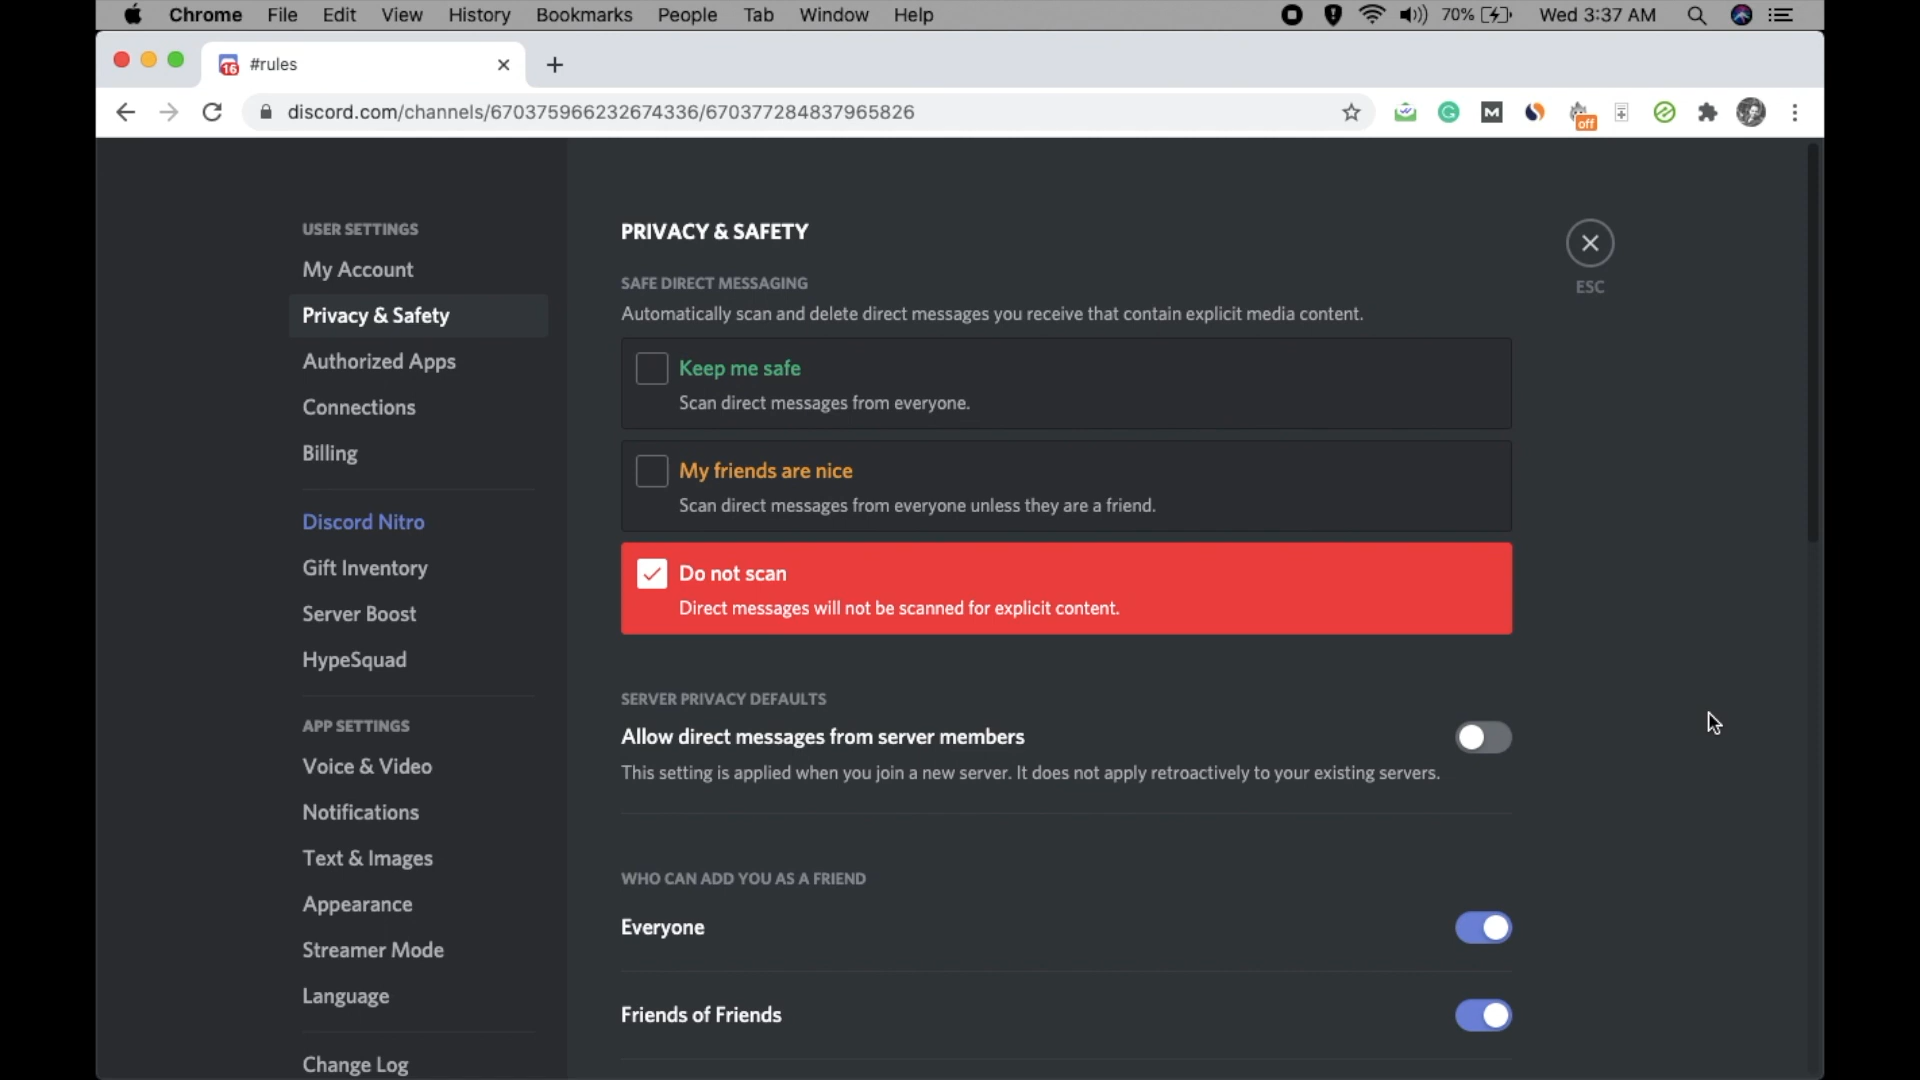 Chrome File Edit View History Bookmarks People Tab Window Help 70% Wed 3:37 AM
16 #rules
discord.com/channels/670375966232674336/670377284837965826
G M off
USER SETTINGS
My Account
Privacy & Safety
Authorized Apps
Connections
Billing
Discord Nitro
Gift Inventory
Server Boost
HypeSquad
APP SETTINGS
Voice & Video
Notifications
Text & Images
Appearance
Streamer Mode
Language
Change Log
PRIVACY & SAFETY
ESC
SAFE DIRECT MESSAGING
Automatically scan and delete direct messages you receive that contain explicit media content.
Keep me safe
Scan direct messages from everyone.
My friends are nice
Scan direct messages from everyone unless they are a friend.
Do not scan
Direct messages will not be scanned for explicit content.
SERVER PRIVACY DEFAULTS
Allow direct messages from server members
This setting is applied when you join a new server. It does not apply retroactively to your existing servers.
WHO CAN ADD YOU AS A FRIEND
Everyone
Friends of Friends